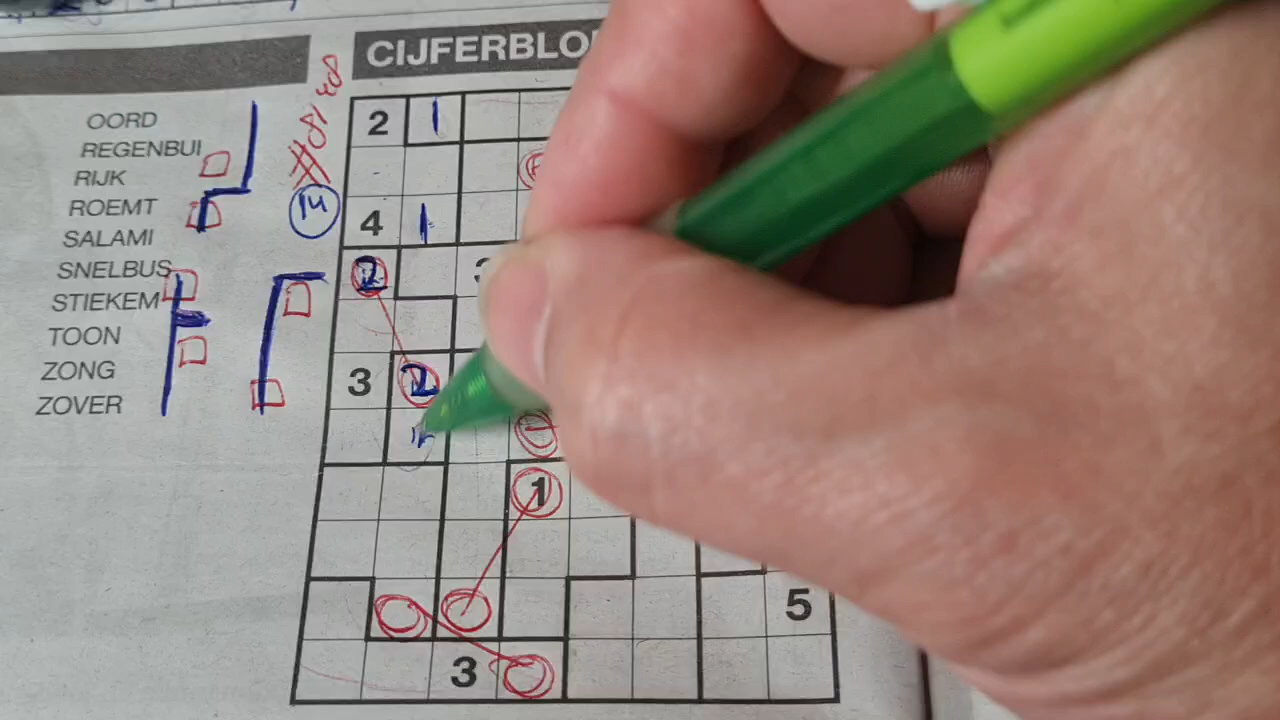 CIJFERBLO
OORD
REGENBUI
RIJK
ROEMT
SALAMI
SNELBUS
STIEKEM
TOON
ZONG
ZOVER
14
2 1
4 1
2 3
3 2
1
5
3